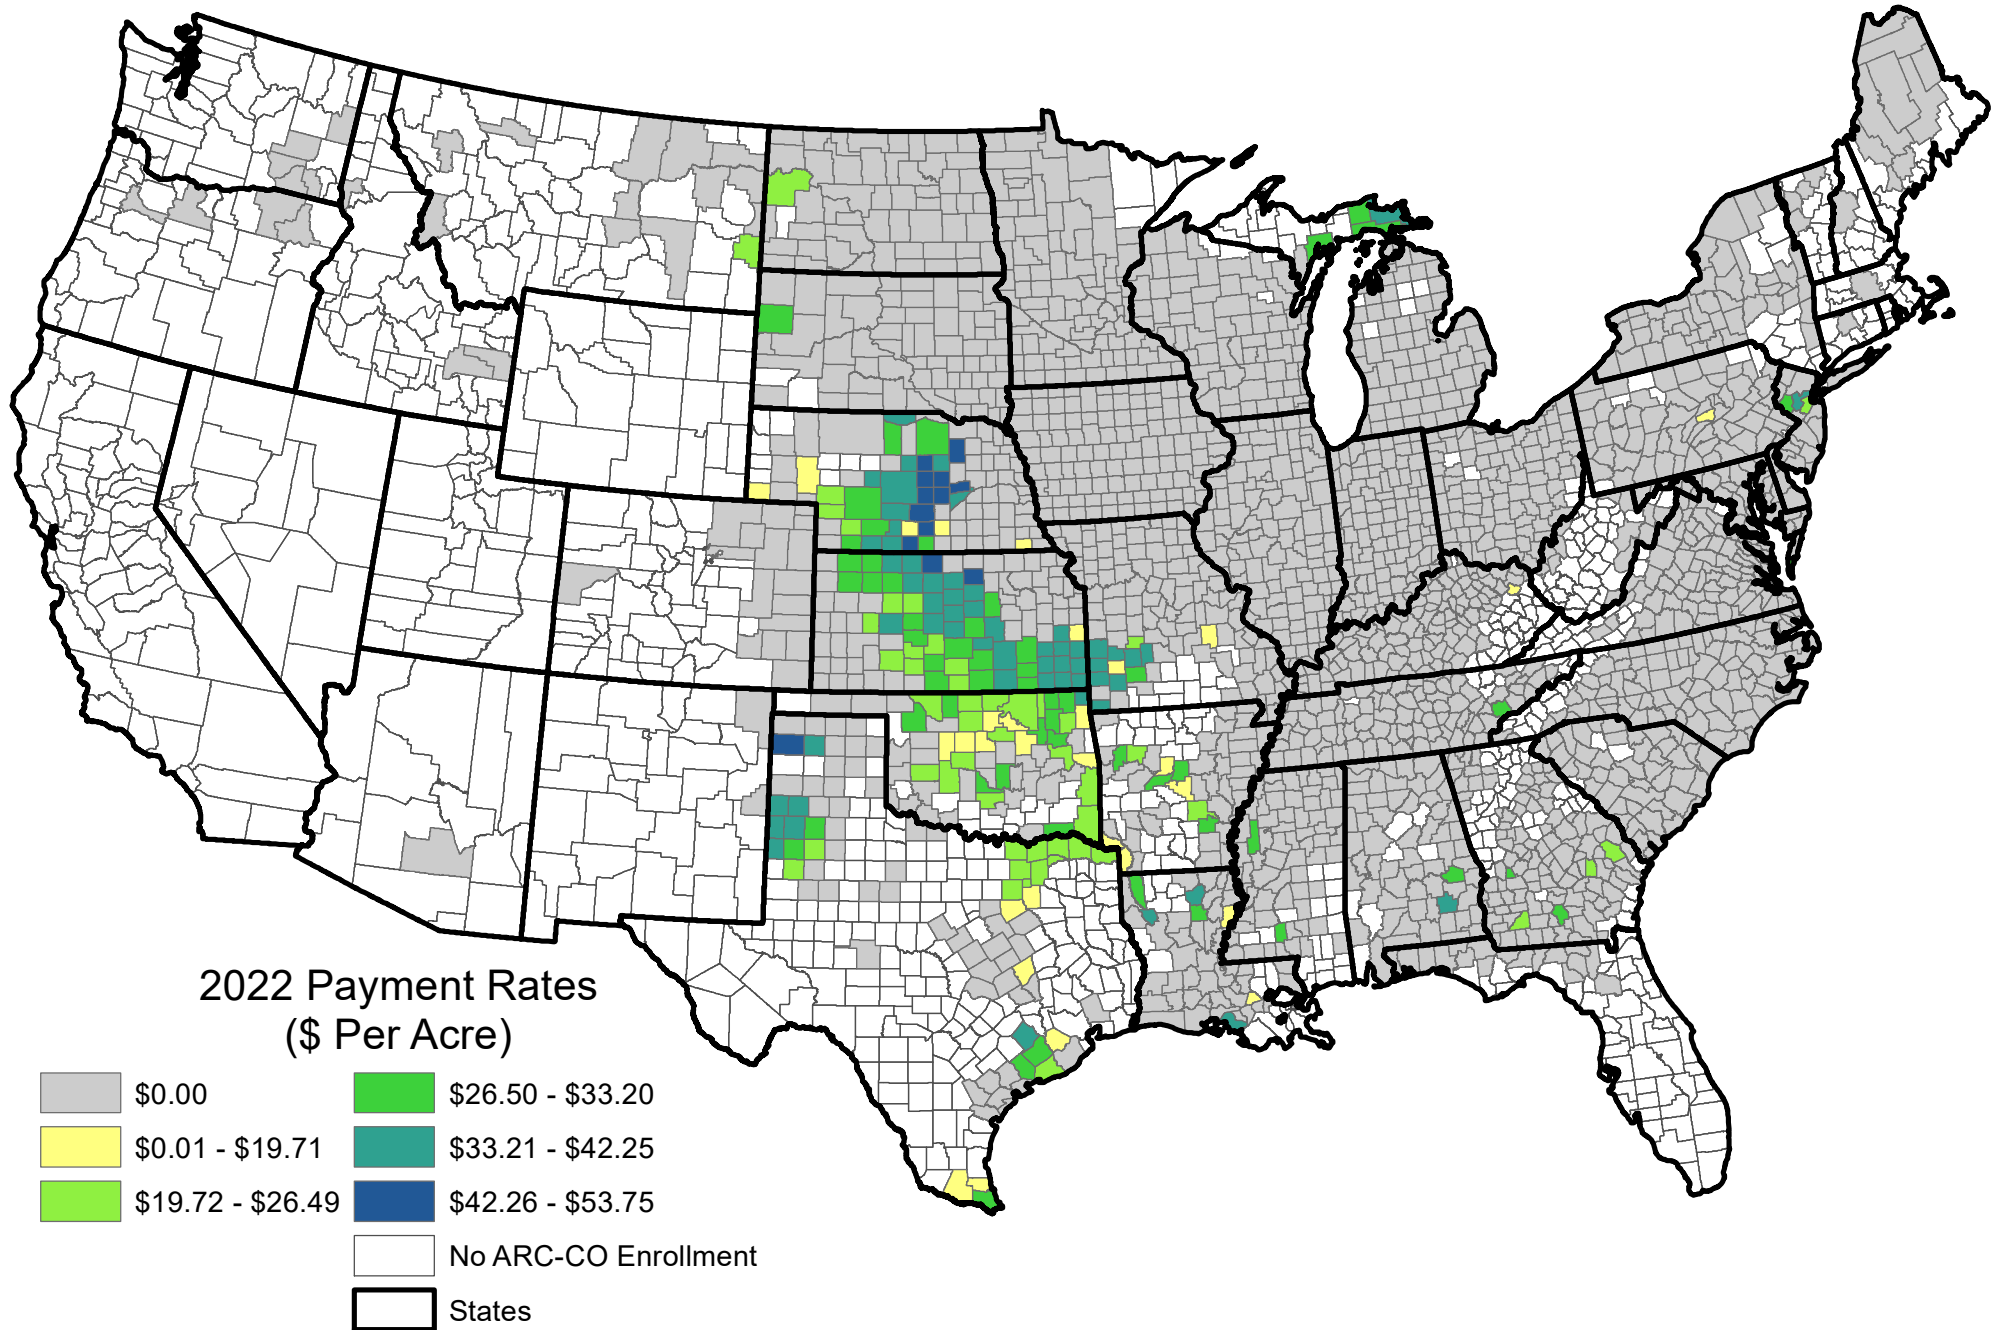 2022 Payment Rates
($ Per Acre)
$0.00
$0.01 - $19.71
$19.72 - $26.49
$26.50 - $33.20
$33.21 - $42.25
$42.26 - $53.75
No ARC-CO Enrollment
States